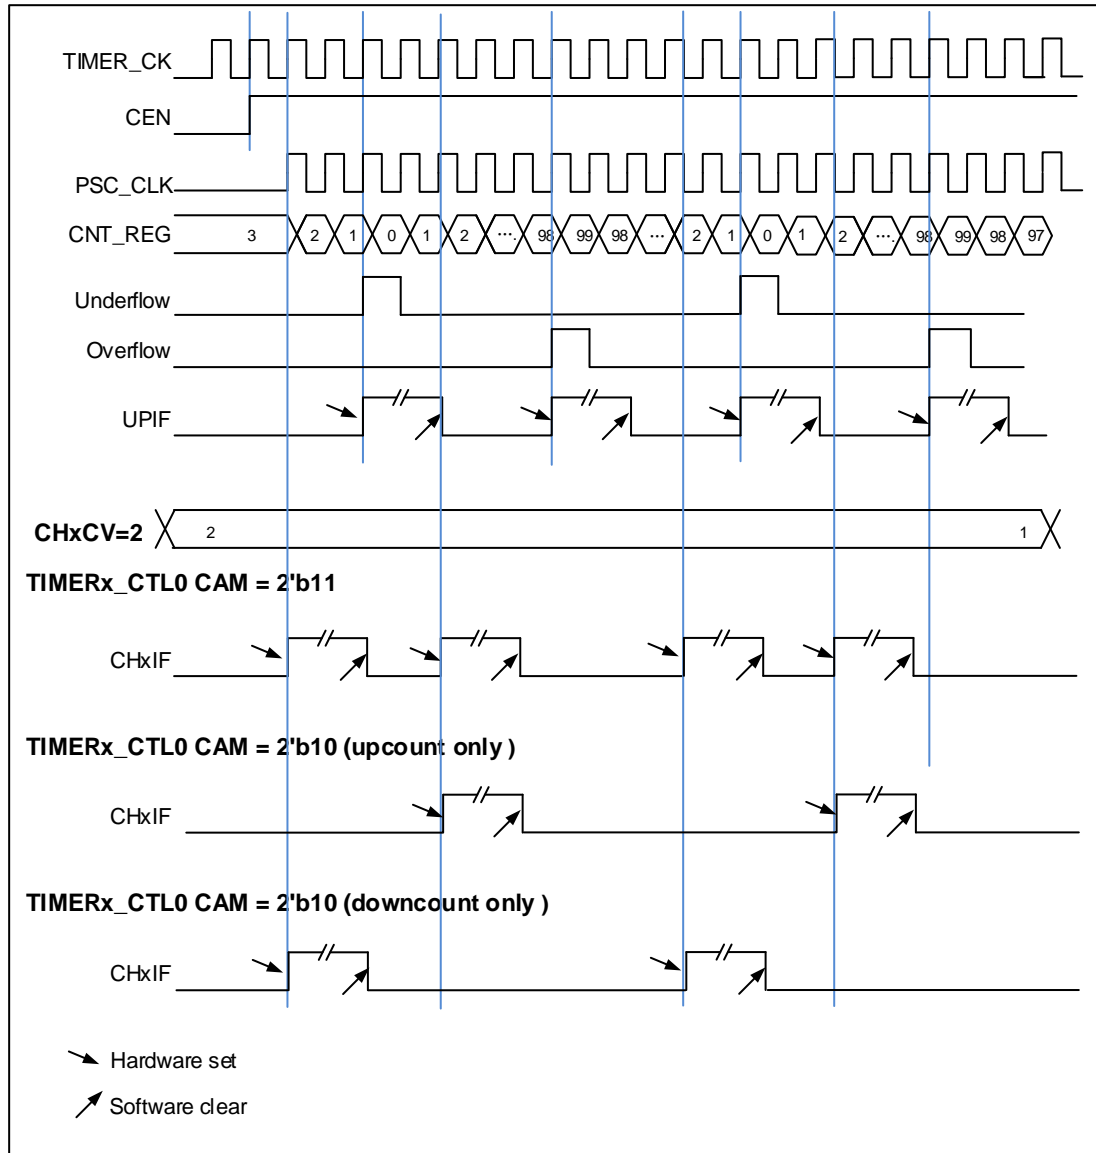 TIMER_CK
CEN
PSC_CLK
CNT_REG 3 2 1 0 1 2 .... 98 99 98 ... 2 1 0 1 2 .... 98 99 98 97
Underflow
Overflow
UPIF
CHxCV=2 2 1
TIMERx_CTL0 CAM = 2'b11
CHxIF
TIMERx_CTL0 CAM = 2'b10 (upcount only )
CHxIF
TIMERx_CTL0 CAM = 2'b10 (downcount only )
CHxIF
Hardware set
Software clear